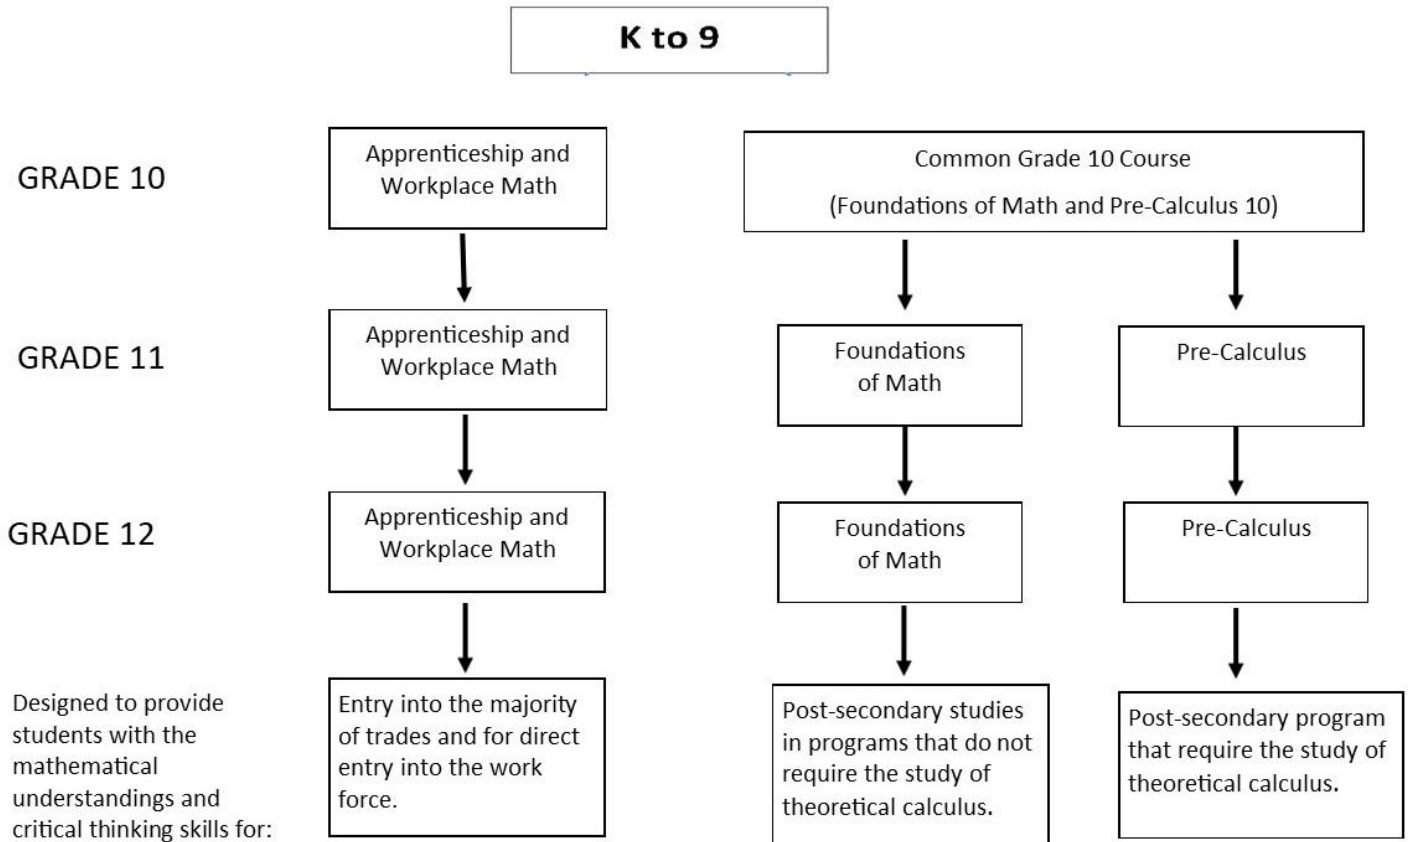 K to 9
GRADE 10
Apprenticeship and
Workplace Math
Common Grade 10 Course
(Foundations of Math and Pre-Calculus 10)
GRADE 11
Apprenticeship and
Workplace Math
Foundations
of Math
Pre-Calculus
GRADE 12
Apprenticeship and
Workplace Math
Foundations
of Math
Pre-Calculus
Designed to provide
students with the
mathematical
understandings and
critical thinking skills for:
Entry into the majority
of trades and for direct
entry into the work
force.
Post-secondary studies
in programs that do not
require the study of
theoretical calculus.
Post-secondary program
that require the study of
theoretical calculus.